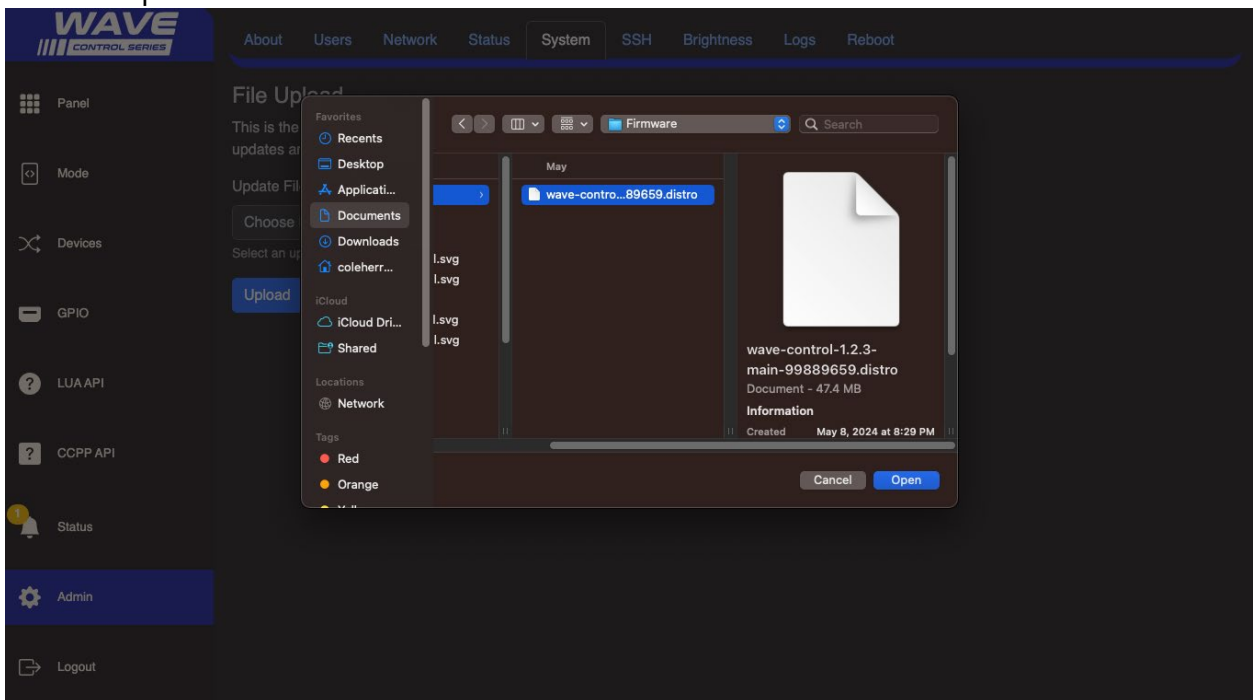 WAVE
CONTROL SERIES
About Users Network Status System SSH Brightness Logs Reboot
Panel
Mode
Devices
GPIO
LUA API
CCPP API
1
Status
Admin
Logout
File Upload
This is the
updates
Update Fil
Choose
Select an
Upload
Favorites
Recents
Desktop
Applicati...
Documents
Downloads
coleherr...
iCloud
iCloud Dri...
Shared
Locations
Network
Tags
Red
Orange
Firmware
Search
l.svg
l.svg
l.svg
l.svg
May
wave-contro...89659.distro
wave-control-1.2.3-
main-99889659.distro
Document - 47.4 MB
Information
Created May 8, 2024 at 8:29 PM
Cancel Open